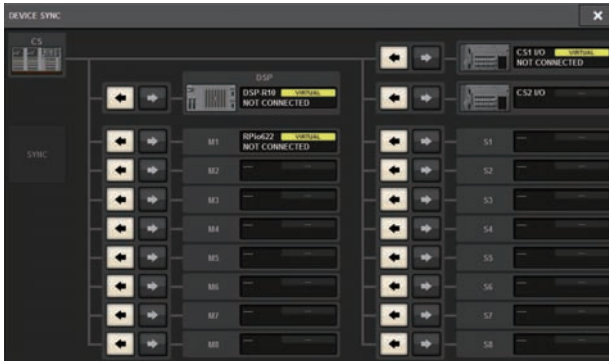 DEVICE SYNC
CS
CS1 I/O VIRTUAL
NOT CONNECTED
DSP
DSP-R10 VIRTUAL
NOT CONNECTED
CS2 I/O
RPio622 VIRTUAL
NOT CONNECTED
SYNC
M1
S1
M2
S2
M3
S3
M4
S4
M5
S5
M6
S6
M7
S7
M8
S8